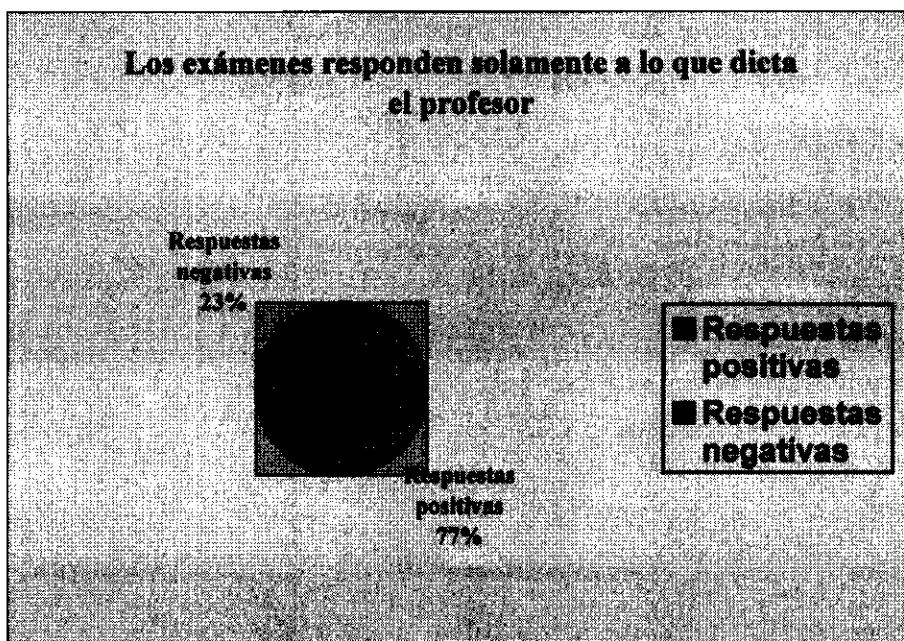 Los exámenes responden solamente a lo que dicta
el profesor
Respuestas
negativas
23%
Respuestas
positivas
77%
Respuestas
positivas
Respuestas
negativas